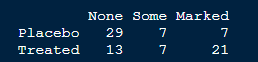 None Some Marked
Placebo 29 7 7
Treated 13 7 21